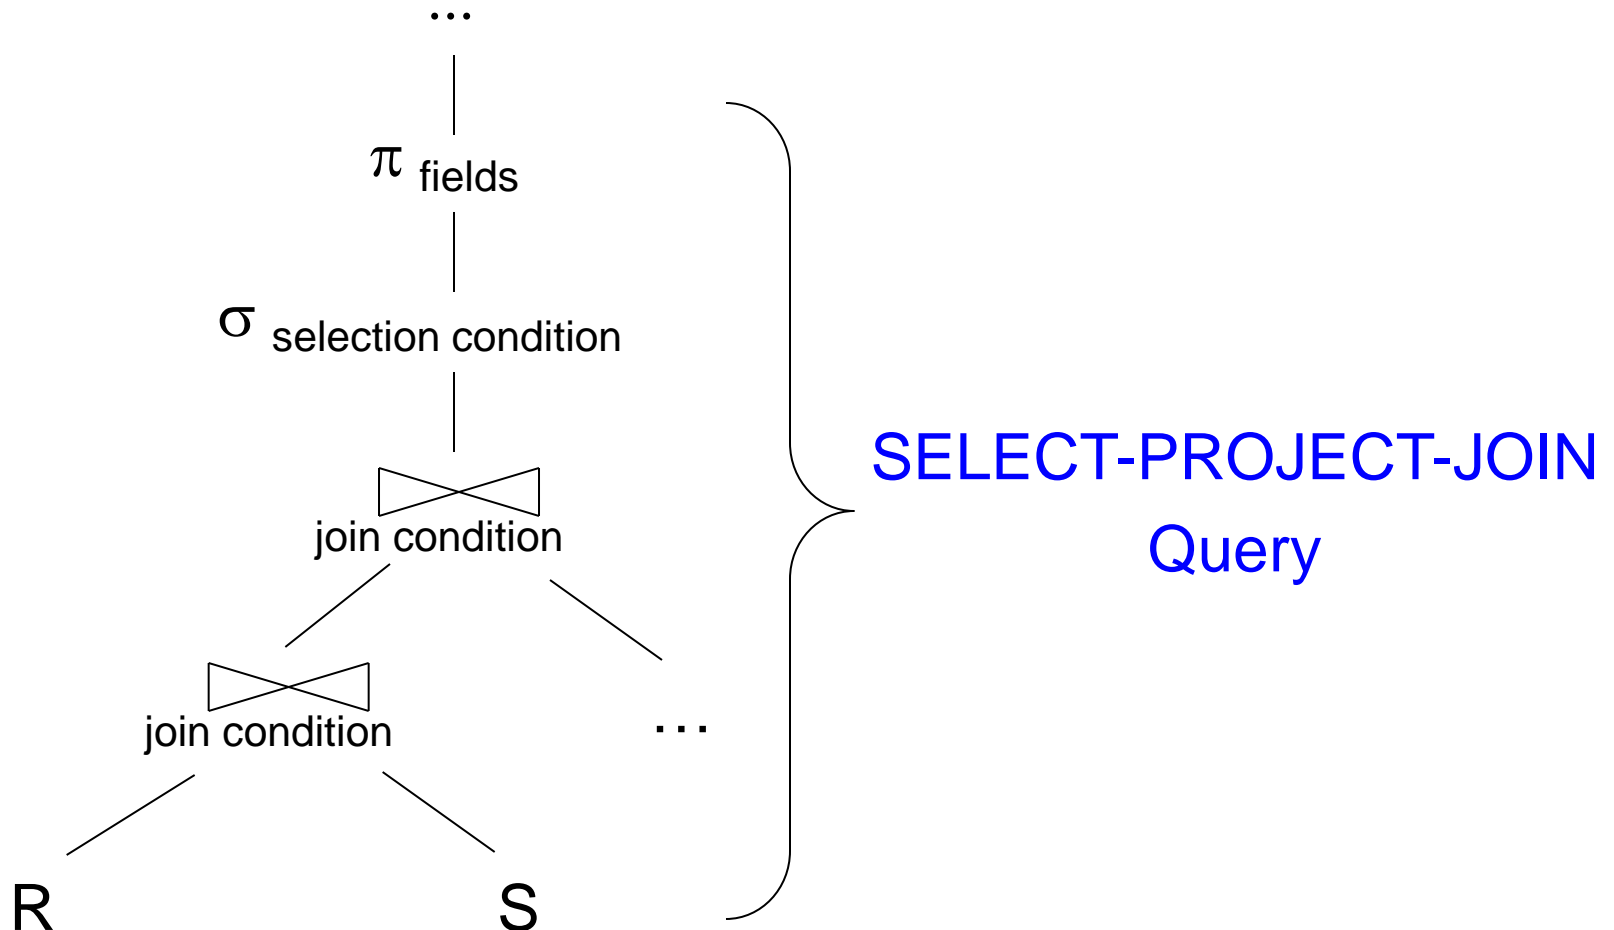 ...
π fields
σ selection condition
join condition
join condition
...
R
S
SELECT-PROJECT-JOIN
Query